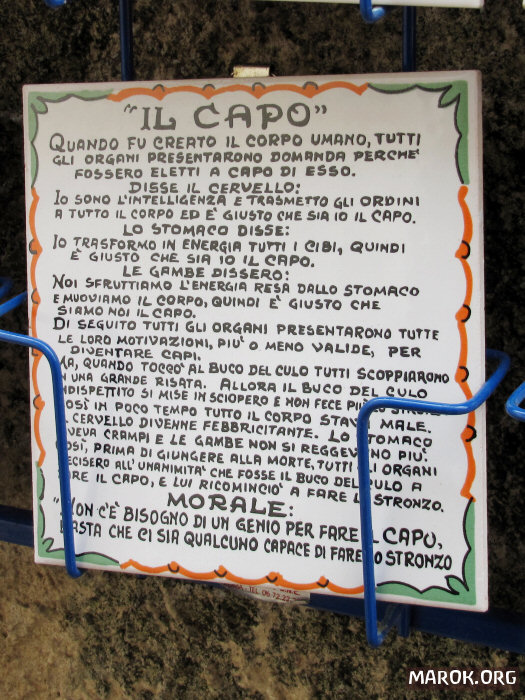 "IL CAPO"
QUANDO FU CREATO IL CORPO UMANO, TUTTI
GLI ORGANI PRESENTARONO DOMANDA PERCHE'
FOSSERO ELETTI A CAPO DI ESSO.
DISSE IL CERVELLO:
IO SONO L'INTELLIGENZA E TRASMETTO GLI ORDINI
A TUTTO IL CORPO ED E' GIUSTO CHE SIA IO IL CAPO.
LO STOMACO DISSE:
IO TRASFORMO IN ENERGIA TUTTI I CIBI, QUINDI
E' GIUSTO CHE SIA IO IL CAPO.
LE GAMBE DISSERO:
NOI SFRUTTIAMO L'ENERGIA RESA DALLO STOMACO
E MUOVIAMO IL CORPO, QUINDI E' GIUSTO CHE
SIAMO NOI IL CAPO.
DI SEGUITO TUTTI GLI ORGANI PRESENTARONO TUTTE
LE LORO MOTIVAZIONI, PIU' O MENO VALIDE, PER
DIVENTARE CAPI.
MA, QUANDO TOCCO' AL BUCO DEL CULO TUTTI SCOPPIARONO
IN UNA GRANDE RISATA. ALLORA IL BUCO DEL CULO
INDISPETTITO SI MISE IN SCIOPERO E NON FECE PIU'
COSI' IN POCO TEMPO TUTTO IL CORPO STAVA MALE.
IL CERVELLO DIVENNE FEBBRICITANTE. LO STOMACO
AVEVA CRAMPI E LE GAMBE NON SI REGGEVANO PIU'.
COSI', PRIMA DI GIUNGERE ALLA MORTE, TUTTI GLI ORGANI
DECISERO ALL'UNANIMITA' CHE FOSSE IL BUCO DEL CULO A
FARE IL CAPO, E LUI RICOMINCIO' A FARE LO STRONZO.
MORALE:
"NON C'E' BISOGNO DI UN GENIO PER FARE IL CAPO,
BASTA CHE CI SIA QUALCUNO CAPACE DI FARE LO STRONZO
MAROK.ORG